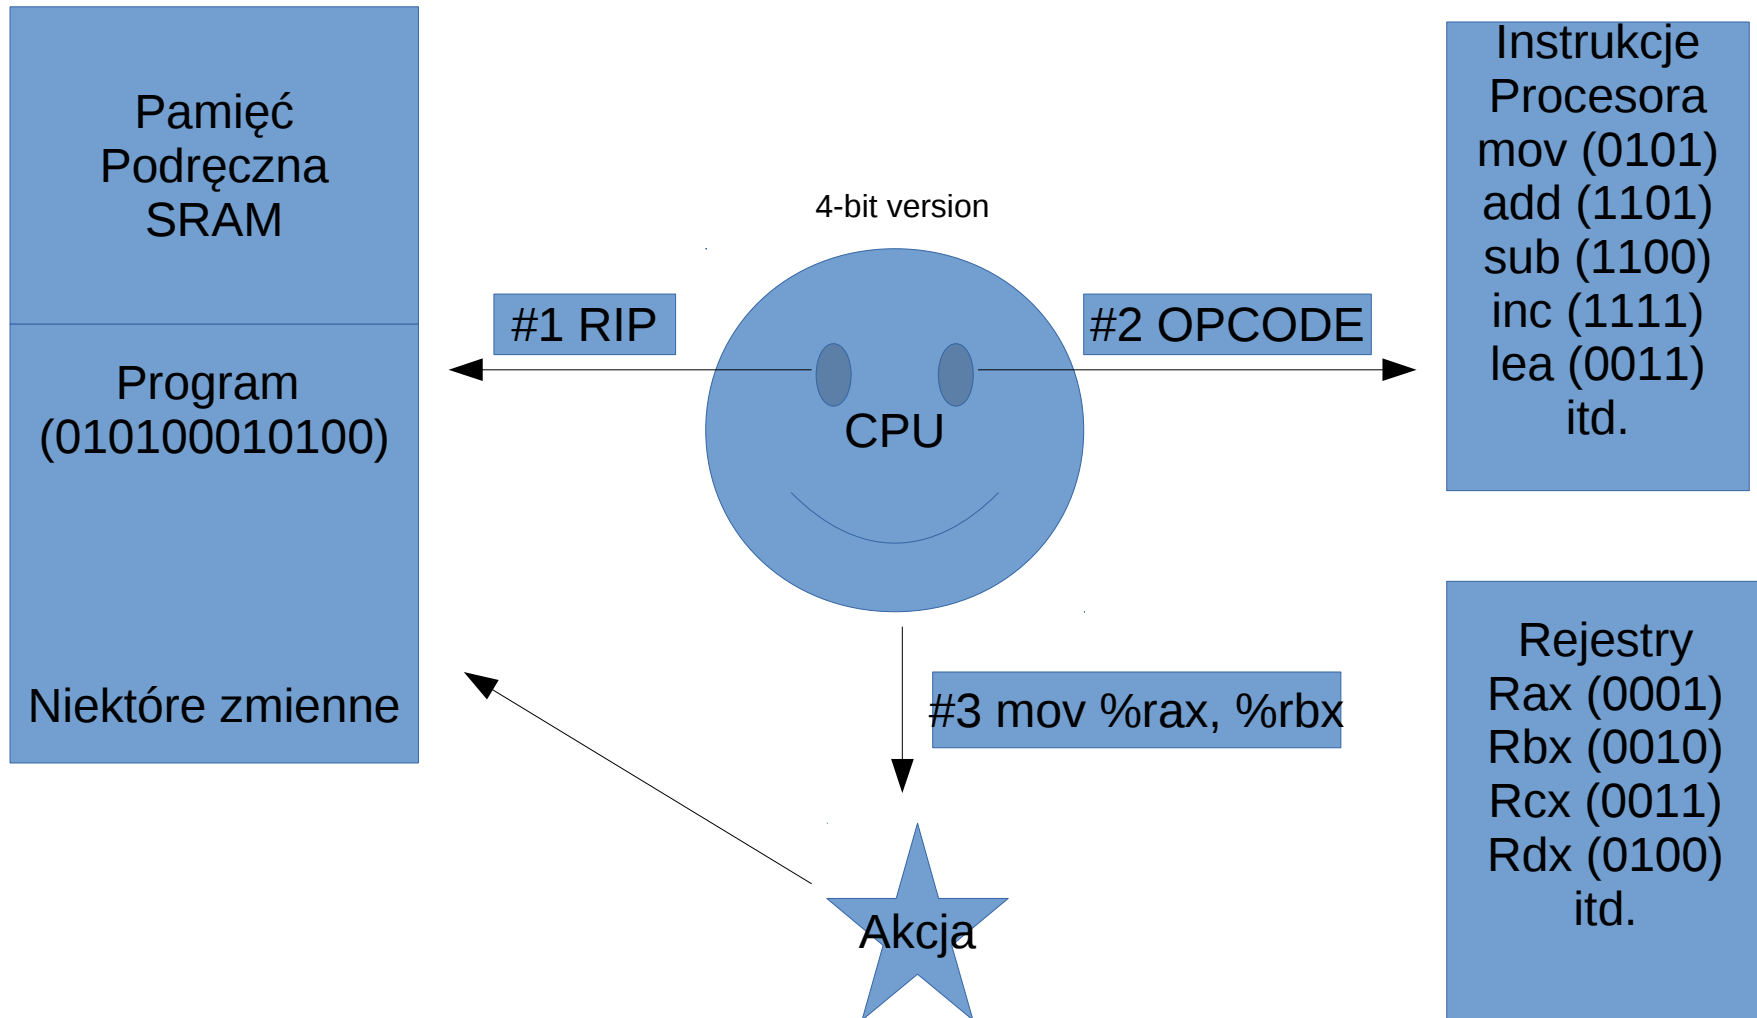 Pamięć
Podręczna
SRAM
Program
(010100010100)
Niektóre zmienne
4-bit version
#1 RIP
#2 OPCODE
CPU
#3 mov %rax, %rbx
Akcja
Instrukcje
Procesora
mov (0101)
add (1101)
sub (1100)
inc (1111)
lea (0011)
itd.
Rejestry
Rax (0001)
Rbx (0010)
Rcx (0011)
Rdx (0100)
itd.